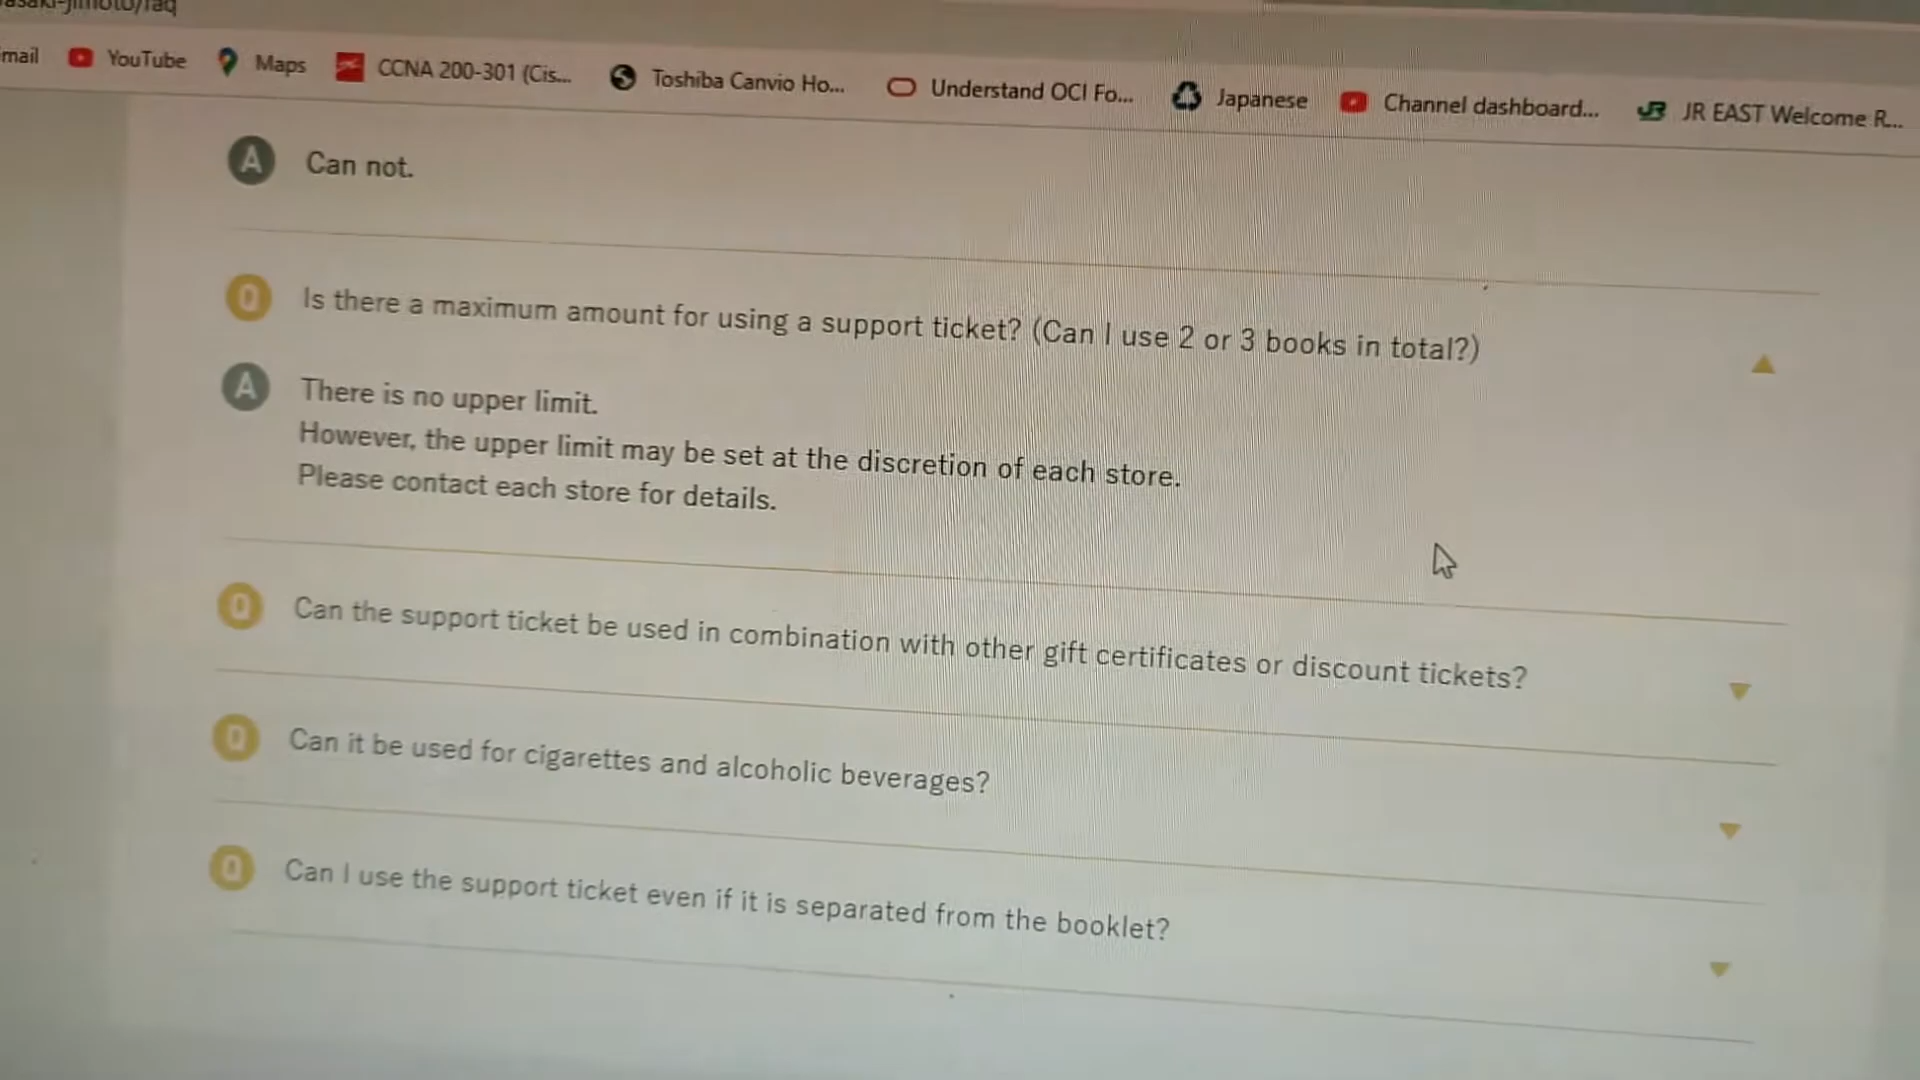 mail YouTube Maps CCNA 200-301 (Cis... Toshiba Canvio Ho... Understand OCI Fo... Japanese Channel dashboard... JR JR EAST Welcome R...
A Can not.
Q Is there a maximum amount for using a support ticket? (Can I use 2 or 3 books in total?)
A There is no upper limit.
However, the upper limit may be set at the discretion of each store.
Please contact each store for details.
Q Can the support ticket be used in combination with other gift certificates or discount tickets?
Q Can it be used for cigarettes and alcoholic beverages?
Q Can I use the support ticket even if it is separated from the booklet?